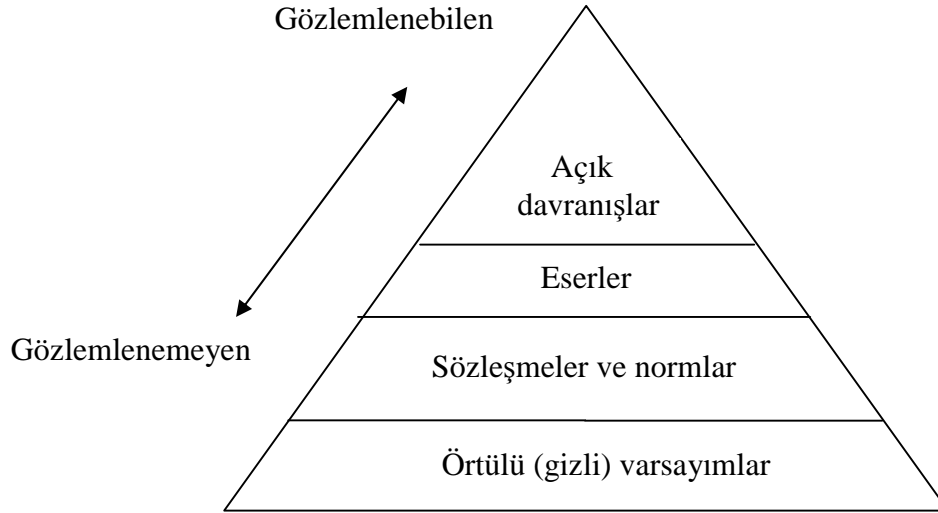 Gözlemlenebilen
Açık
davranışlar
Eserler
Gözlemlenemeyen
Sözleşmeler ve normlar
Örtülü (gizli) varsayımlar